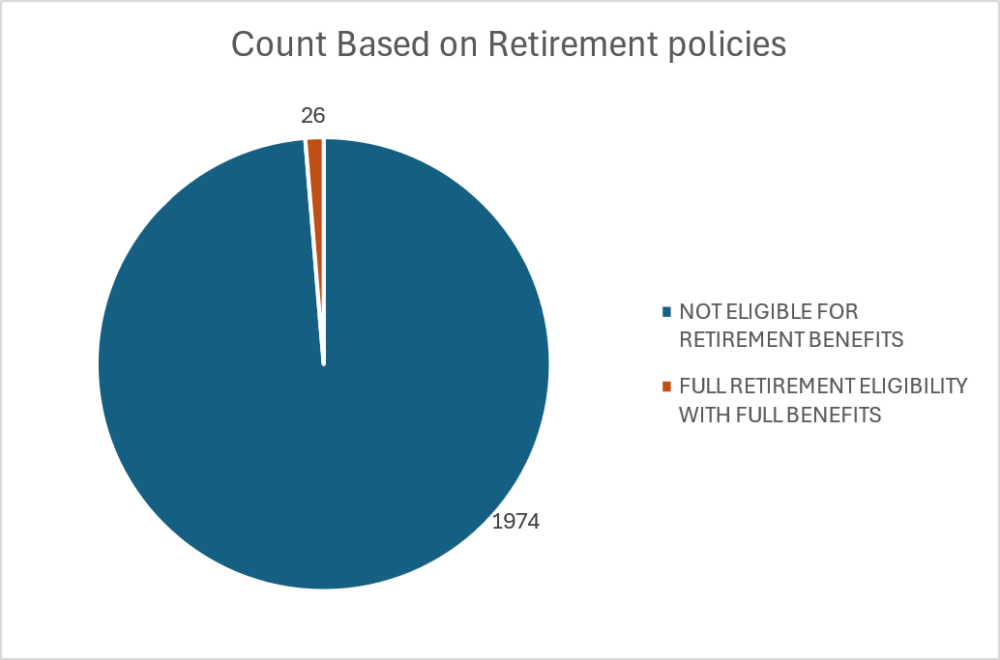 Count Based on Retirement policies
26
NOT ELIGIBLE FOR
RETIREMENT BENEFITS
FULL RETIREMENT ELIGIBILITY
WITH FULL BENEFITS
1974